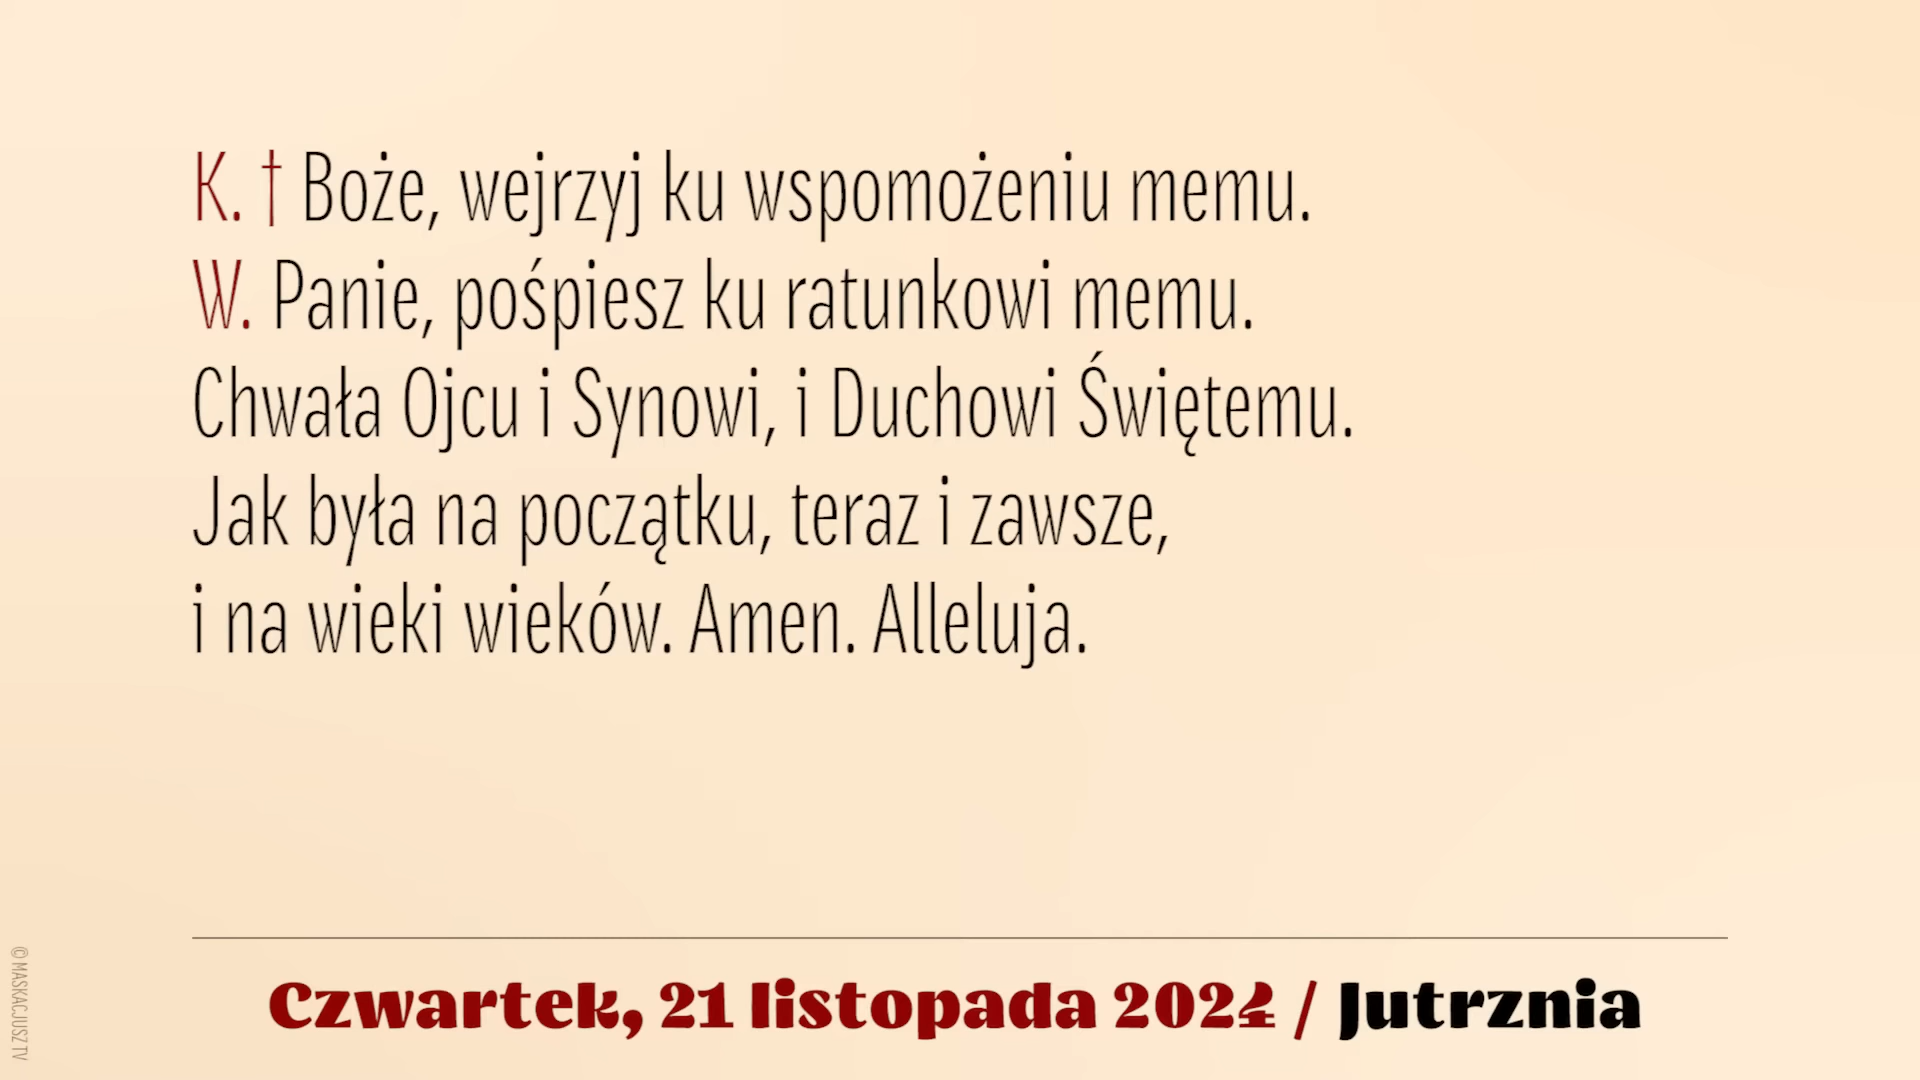 K. † Boże, wejrzyj ku wspomożeniu memu.
W. Panie, pośpiesz ku ratunkowi memu.
Chwała Ojcu i Synowi, i Duchowi Świętemu.
Jak była na początku, teraz i zawsze,
i na wieki wieków. Amen. Alleluja.
Czwartek, 21 listopada 2024 / Jutrznia
© MASKACJUSZ TV